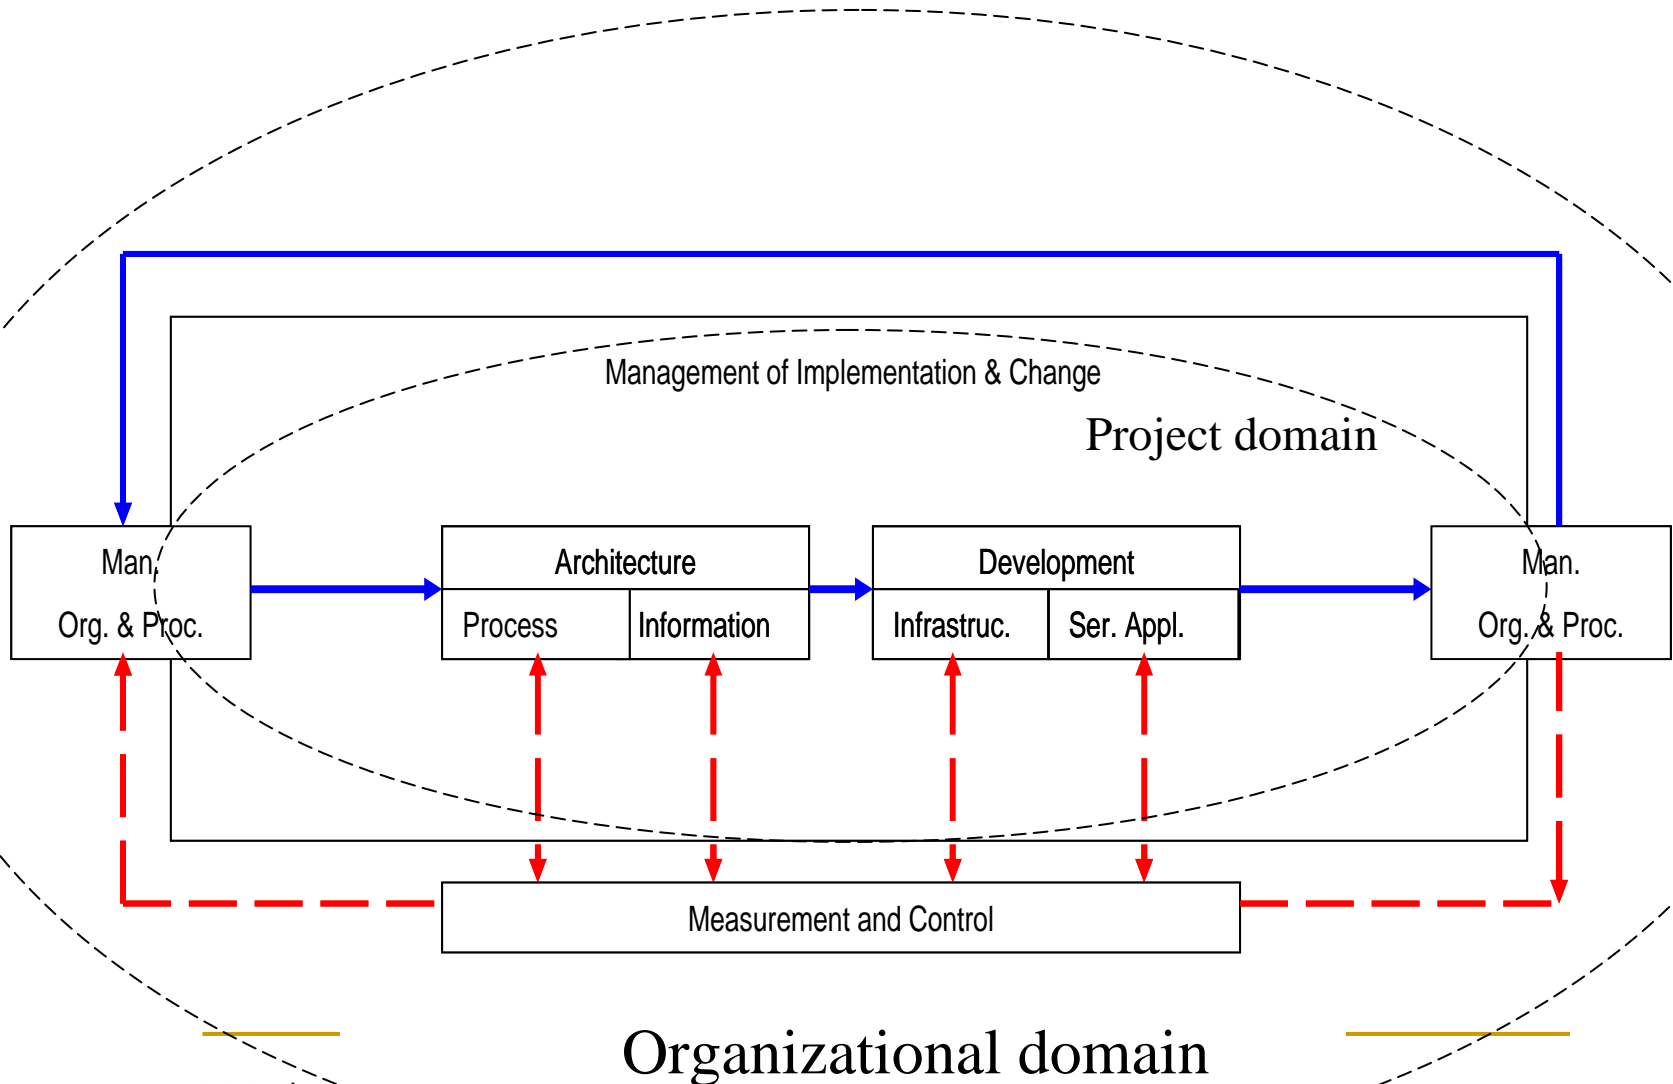 Management of Implementation & Change
Project domain
Man.
Org. & Proc.
Architecture
Process
Information
Development
Infrastruc.
Ser. Appl.
Man.
Org. & Proc.
Measurement and Control
Organizational domain